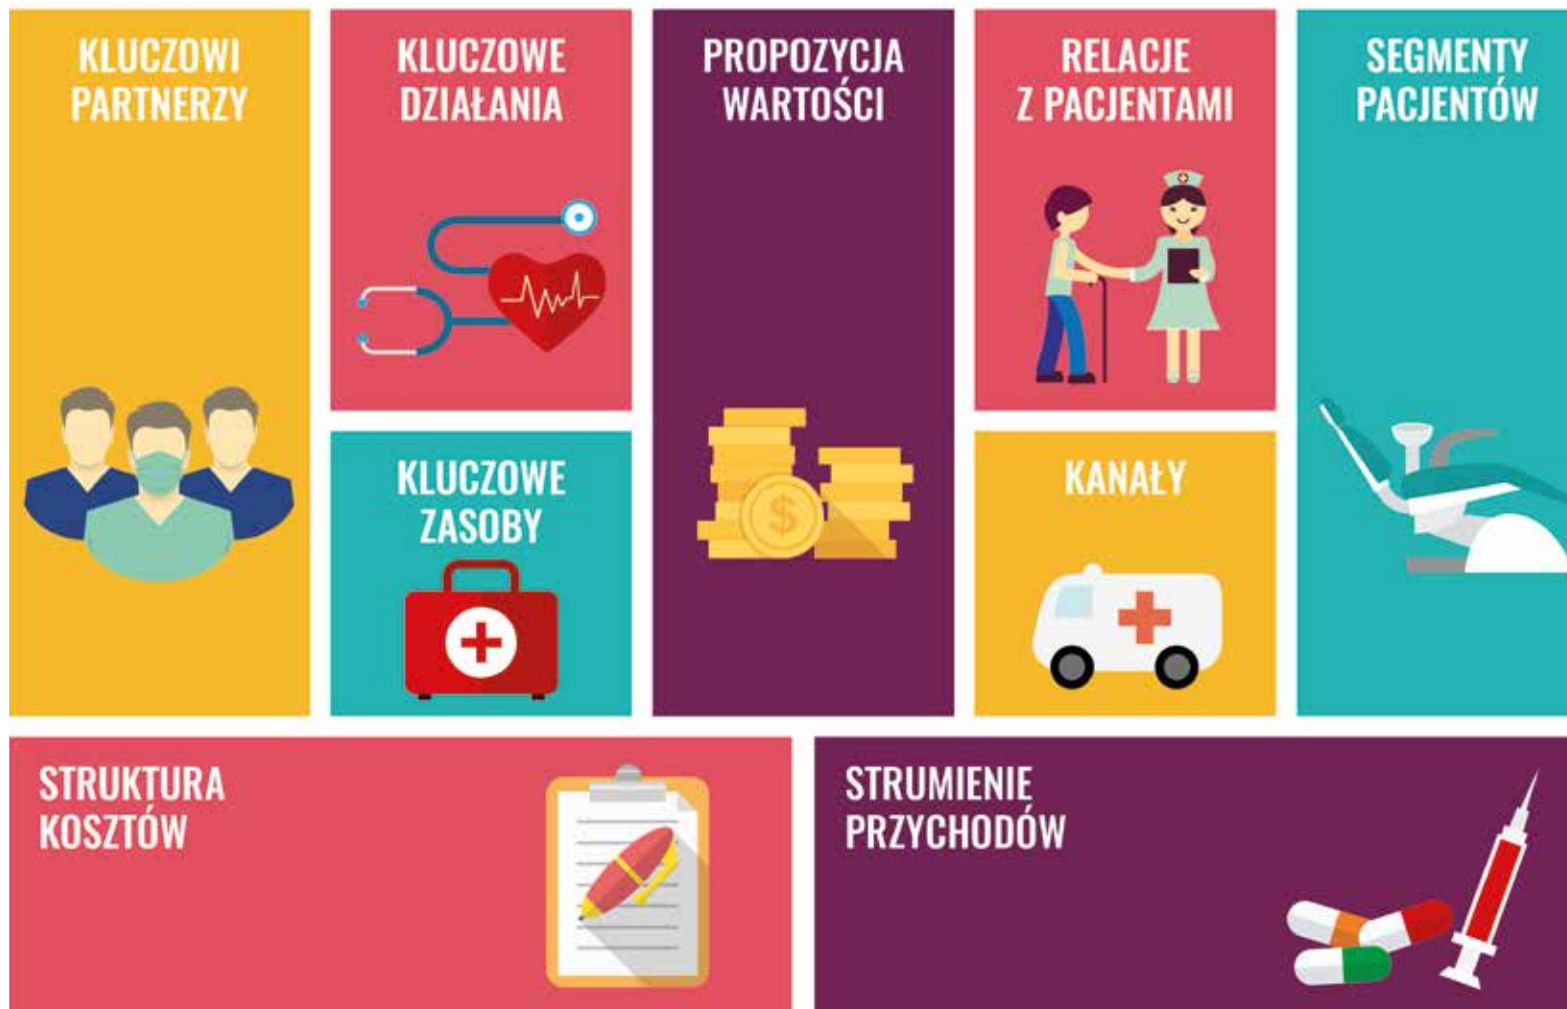 KLUCZOWI
PARTNERZY
KLUCZOWE
DZIAŁANIA
KLUCZOWE
ZASOBY
PROPOZYCJA
WARTOŚCI
RELACJE
Z PACJENTAMI
KANAŁY
SEGMENTY
PACJENTÓW
STRUKTURA
KOSZTÓW
STRUMIENIE
PRZYCHODÓW
$